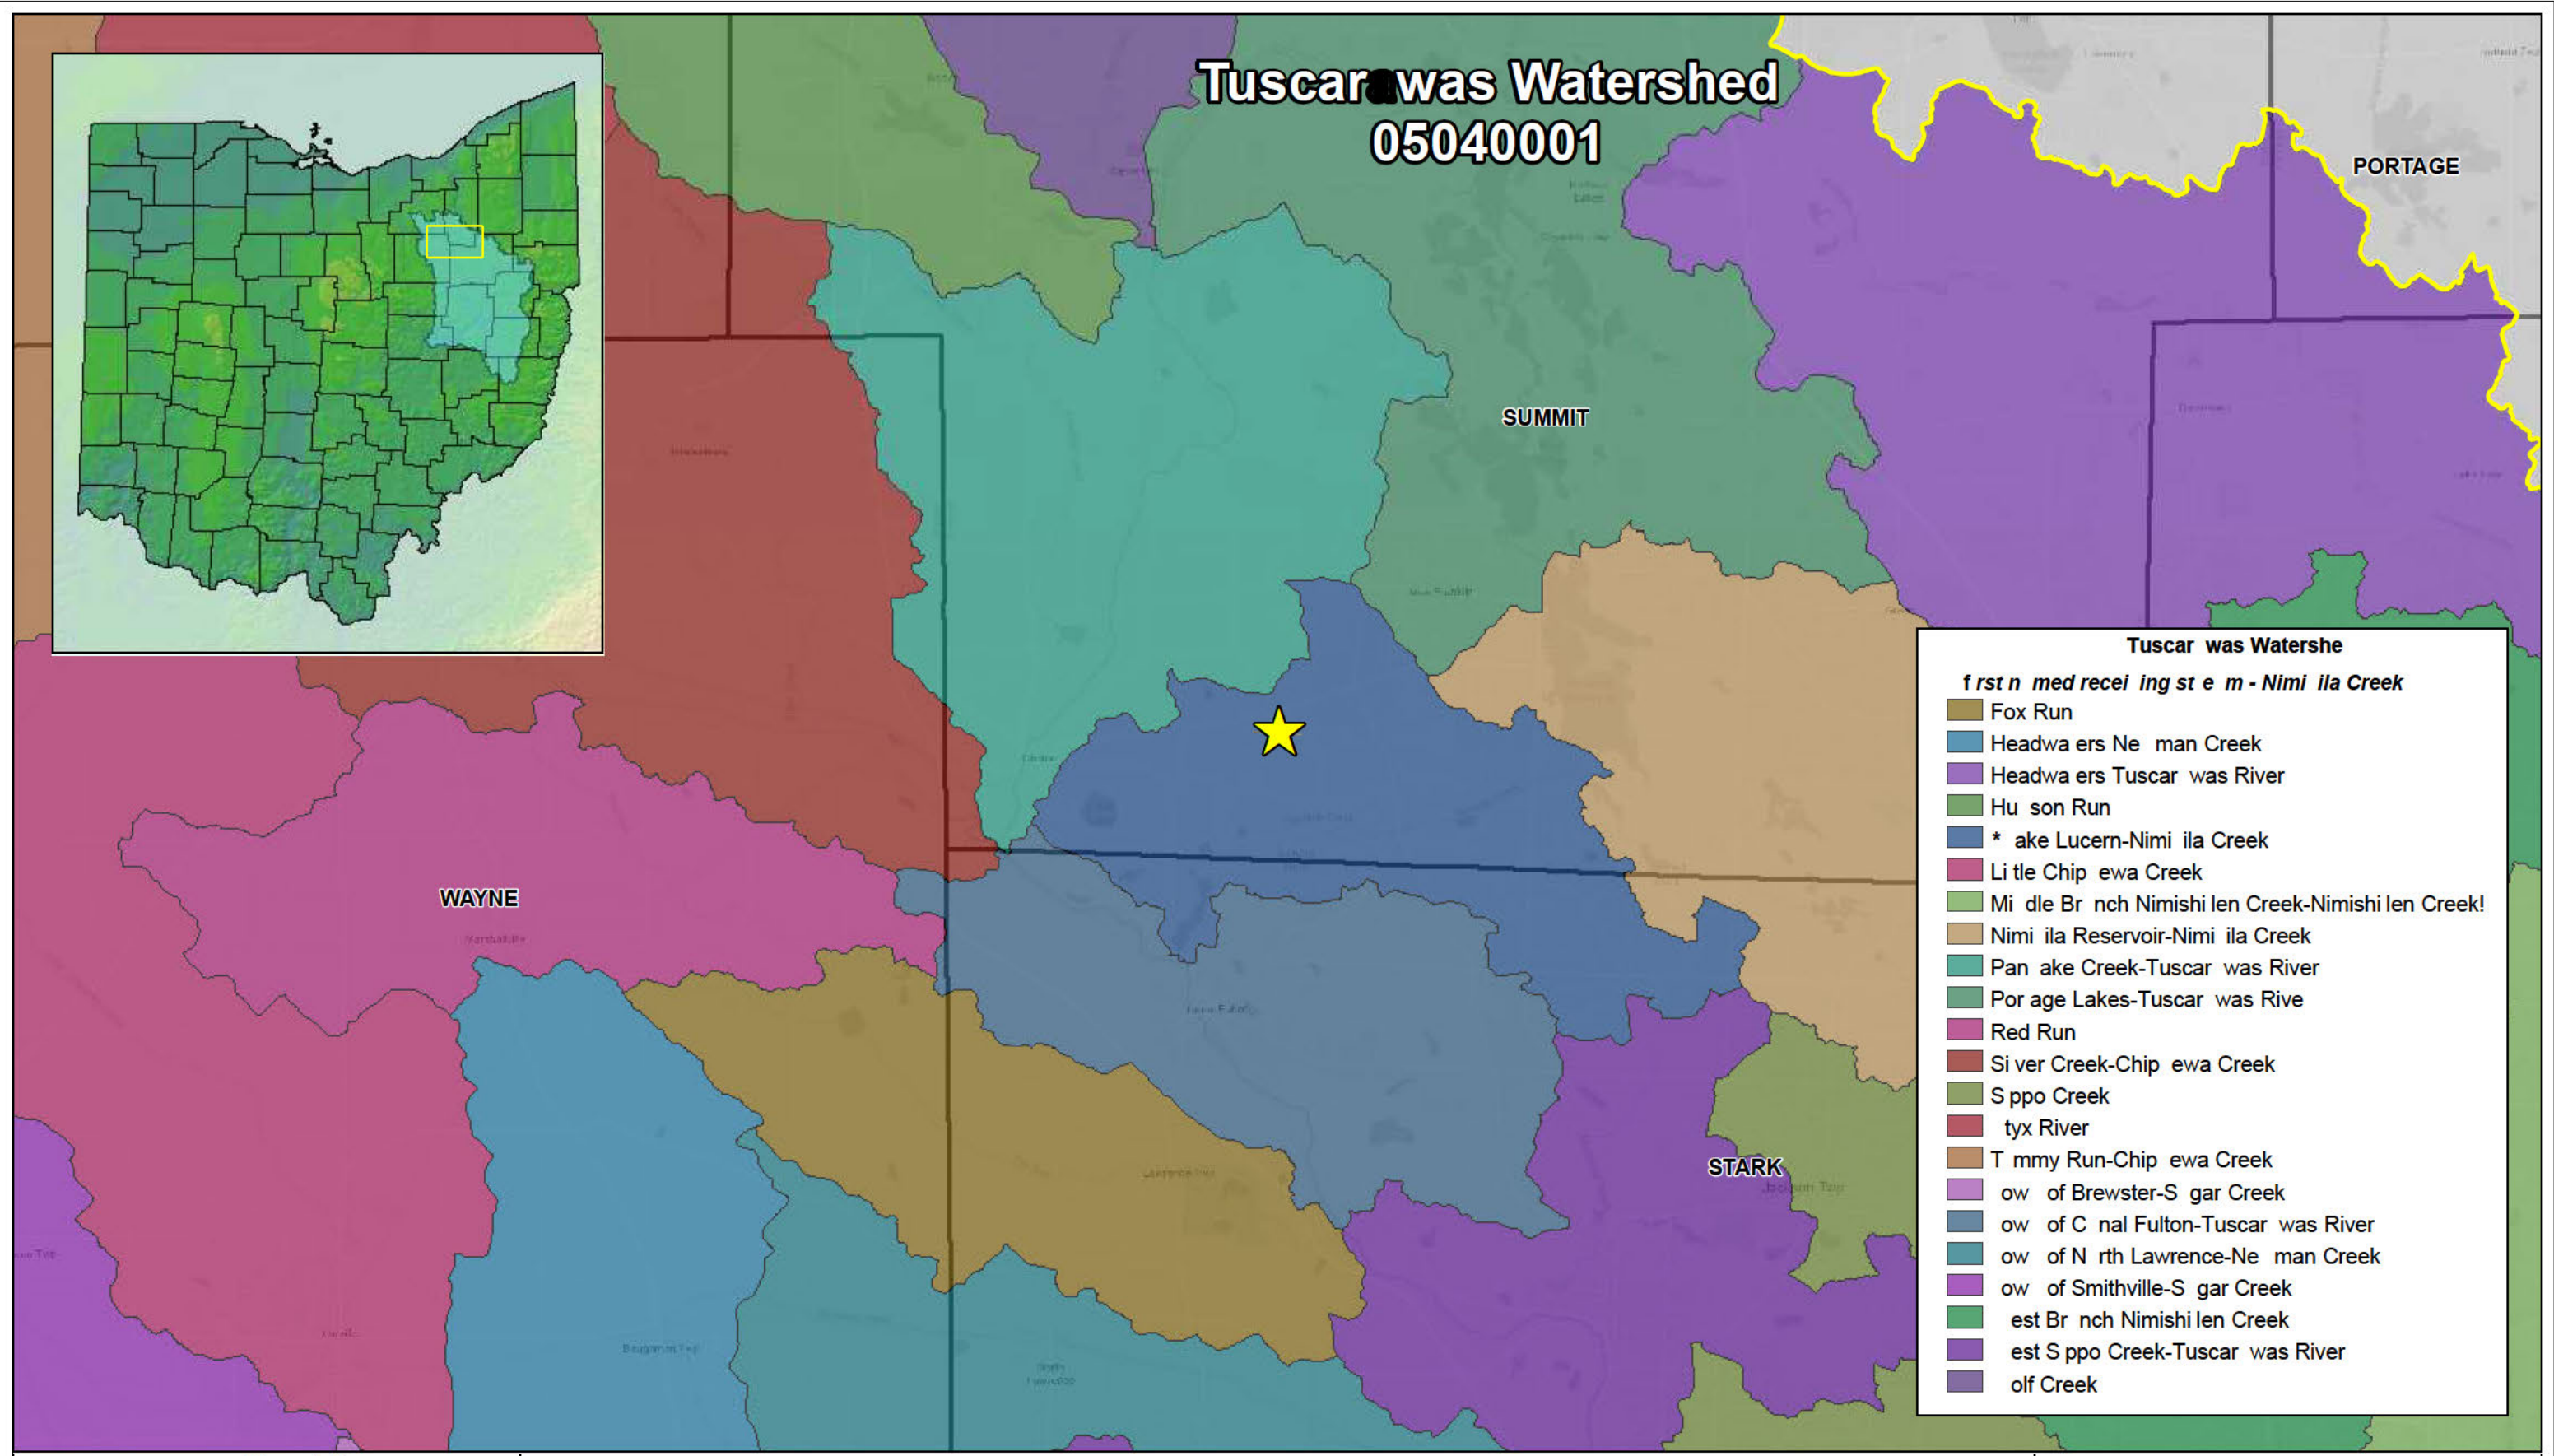 Tuscarawas Watershed
05040001
PORTAGE
SUMMIT
WAYNE
STARK
Jackson Twp
Tuscar was Watershe
f rst n med recei ing st e m - Nimi ila Creek
Fox Run
Headwa ers Ne man Creek
Headwa ers Tuscar was River
Hu son Run
* ake Lucern-Nimi ila Creek
Li tle Chip ewa Creek
Mi dle Br nch Nimishi len Creek-Nimishi len Creek!
Nimi ila Reservoir-Nimi ila Creek
Pan ake Creek-Tuscar was River
Por age Lakes-Tuscar was Rive
Red Run
Si ver Creek-Chip ewa Creek
S ppo Creek
tyx River
T mmy Run-Chip ewa Creek
ow of Brewster-S gar Creek
ow of C nal Fulton-Tuscar was River
ow of N rth Lawrence-Ne man Creek
ow of Smithville-S gar Creek
est Br nch Nimishi len Creek
est S ppo Creek-Tuscar was River
olf Creek